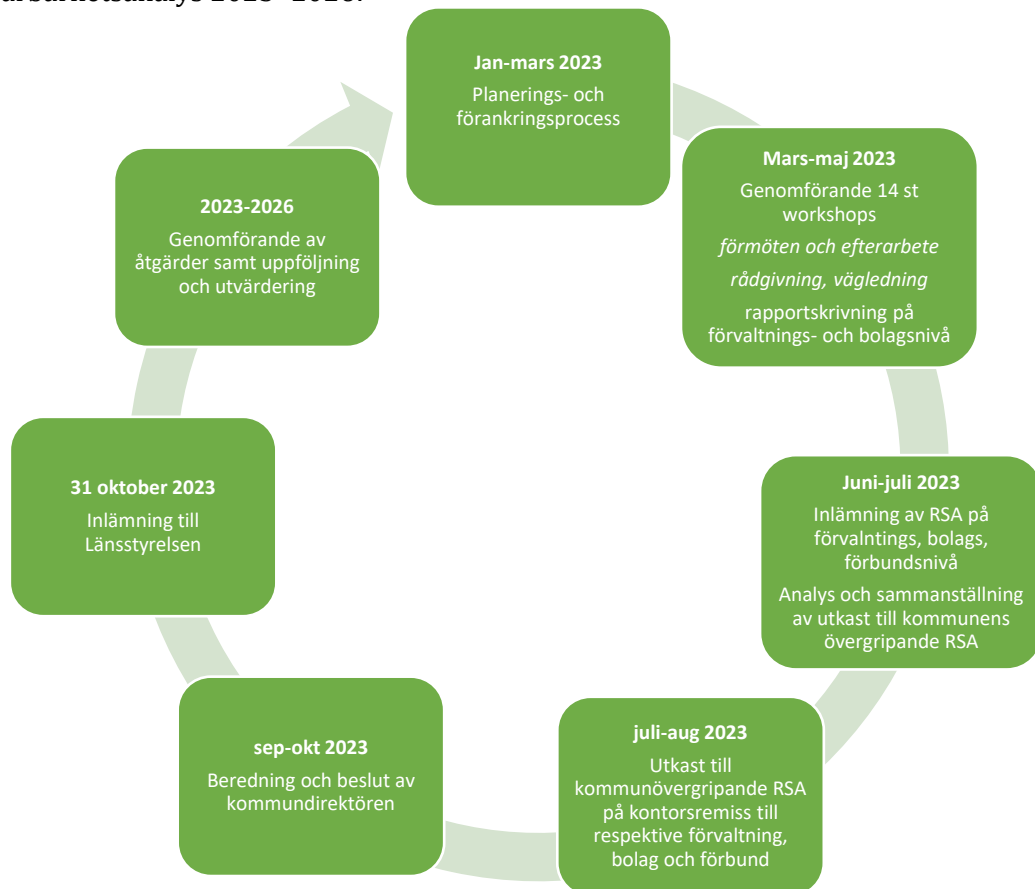 Jan-mars 2023
Planerings- och
förankringsprocess
Mars-maj 2023
Genomförande 14 st
workshops
förmöten och efterarbete
rådgivning, vägledning
rapportskrivning på
förvaltnings- och bolagsnivå
Juni-juli 2023
Inlämning av RSA på
förvalntings, bolags,
förbundsnivå
Analys och sammanställning
av utkast till kommunens
övergripande RSA
juli-aug 2023
Utkast till
kommunövergripande RSA
på kontorsremiss till
respektive förvaltning,
bolag och förbund
sep-okt 2023
Beredning och beslut av
kommundirektören
31 oktober 2023
Inlämning till
Länsstyrelsen
2023-2026
Genomförande av
åtgärder samt uppföljning
och utvärdering